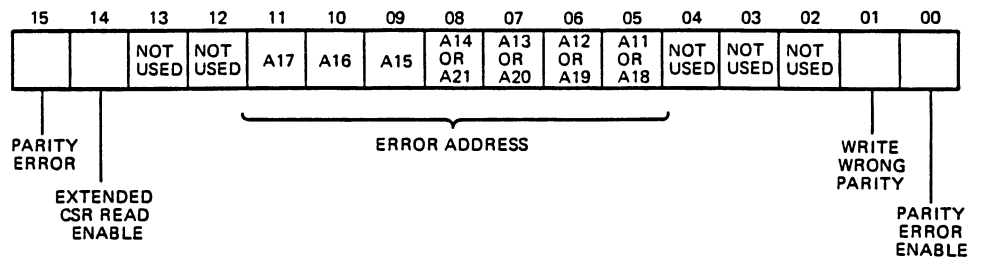 15 14 13 12 11 10 09 08 07 06 05 04 03 02 01 00
NOT USED
NOT USED
A17
A16
A15
A14 OR A21
A13 OR A20
A12 OR A19
A11 OR A18
NOT USED
NOT USED
NOT USED
PARITY
ERROR
EXTENDED
CSR READ
ENABLE
ERROR ADDRESS
WRITE
WRONG
PARITY
PARITY
ERROR
ENABLE